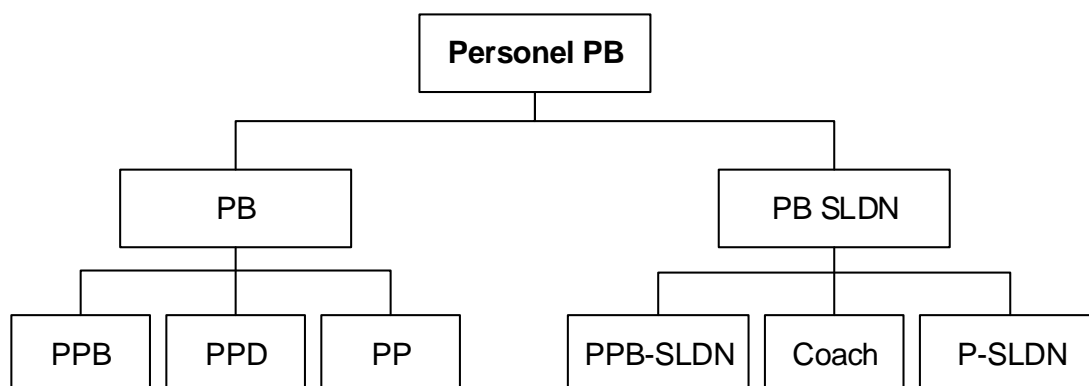 Personel PB
PB
PB SLDN
PPB
PPD
PP
PPB-SLDN
Coach
P-SLDN